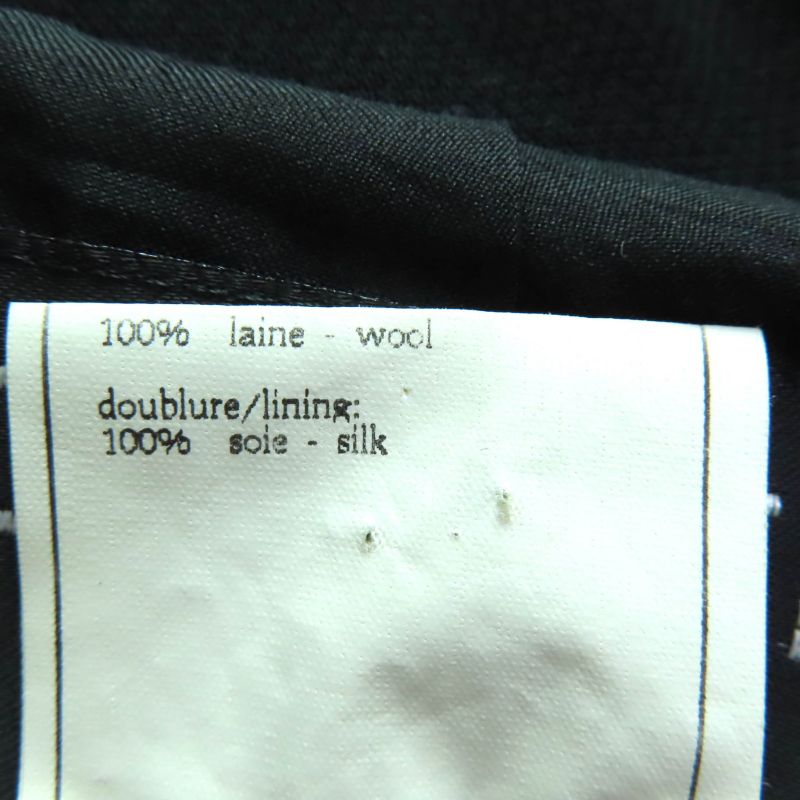 100% laine - wool
doublure/lining:
100% soie - silk